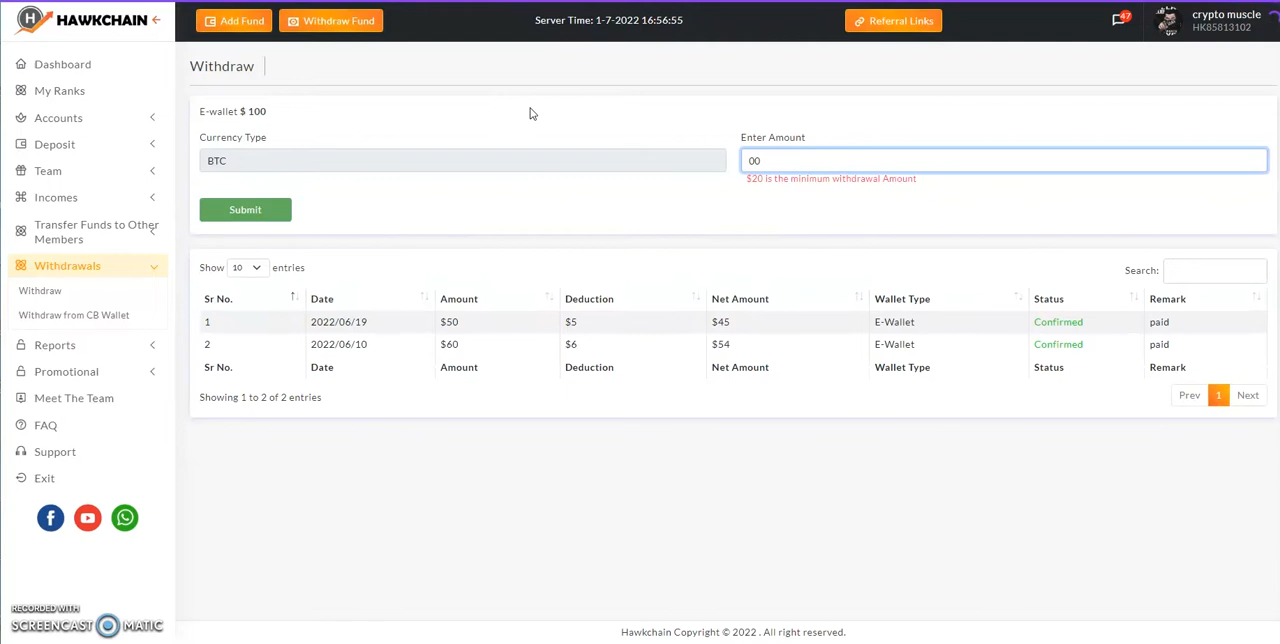 HAWKCHAIN
Add Fund
Withdraw Fund
Server Time: 1-7-2022 16:56:55
Referral Links
47
crypto muscle
HK85813102
Dashboard
My Ranks
Accounts
Deposit
Team
Incomes
Transfer Funds to Other
Members
Withdrawals
Withdraw
Withdraw from CB Wallet
Reports
Promotional
Meet The Team
FAQ
Support
Exit
RECORDED WITH
SCREENCAST MATIC
Withdraw
E-wallet $ 100
Currency Type
BTC
Enter Amount
00
$20 is the minimum withdrawal Amount
Submit
Show 10 entries
Search:
Sr No. Date Amount Deduction Net Amount Wallet Type Status Remark
1 2022/06/19 $50 $5 $45 E-Wallet Confirmed paid
2 2022/06/10 $60 $6 $54 E-Wallet Confirmed paid
Sr No. Date Amount Deduction Net Amount Wallet Type Status Remark
Showing 1 to 2 of 2 entries
Prev 1 Next
Hawkchain Copyright © 2022 . All right reserved.